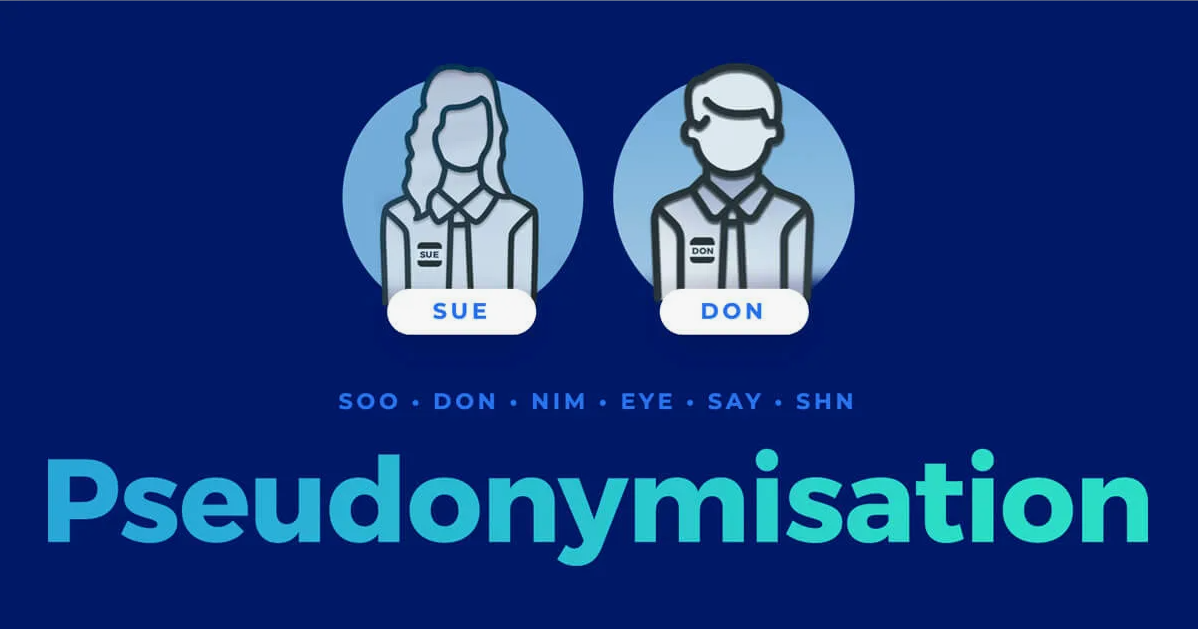 SUE DON
SUE DON
SOO • DON • NIM • EYE • SAY • SHN
Pseudonymisation